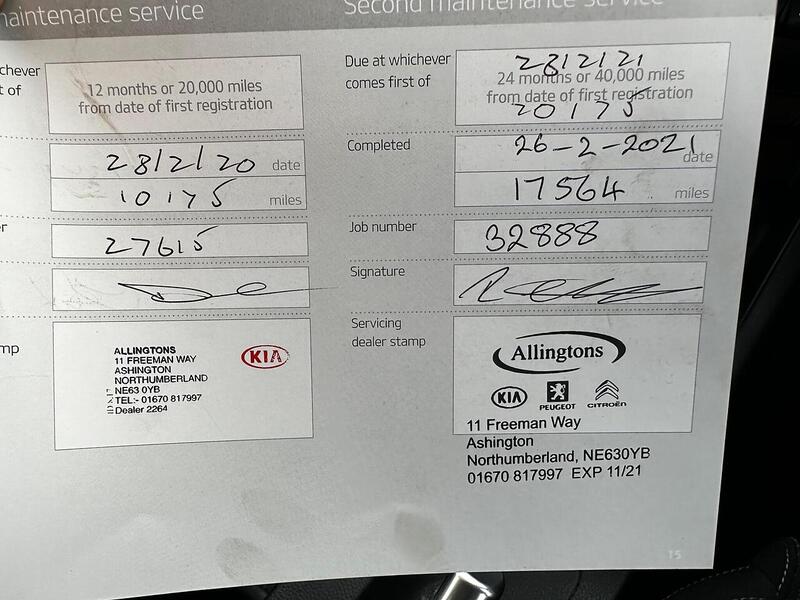 maintenance service
chever
t of
12 months or 20,000 miles
from date of first registration
28/2/20 date
10175 miles
er
27615
mp
ALLINGTONS
11 FREEMAN WAY
ASHINGTON
NORTHUMBERLAND
NE63 0YB
TEL:- 01670 817997
Dealer 2264
KIA
Second maintenance service
Due at whichever
comes first of
28/2/21
24 months or 40,000 miles
from date of first registration
20175
Completed
26-2-2021
date
17564 miles
Job number
32888
Signature
Servicing
dealer stamp
Allingtons
KIA PEUGEOT CITROËN
11 Freeman Way
Ashington
Northumberland, NE630YB
01670 817997 EXP 11/21
15